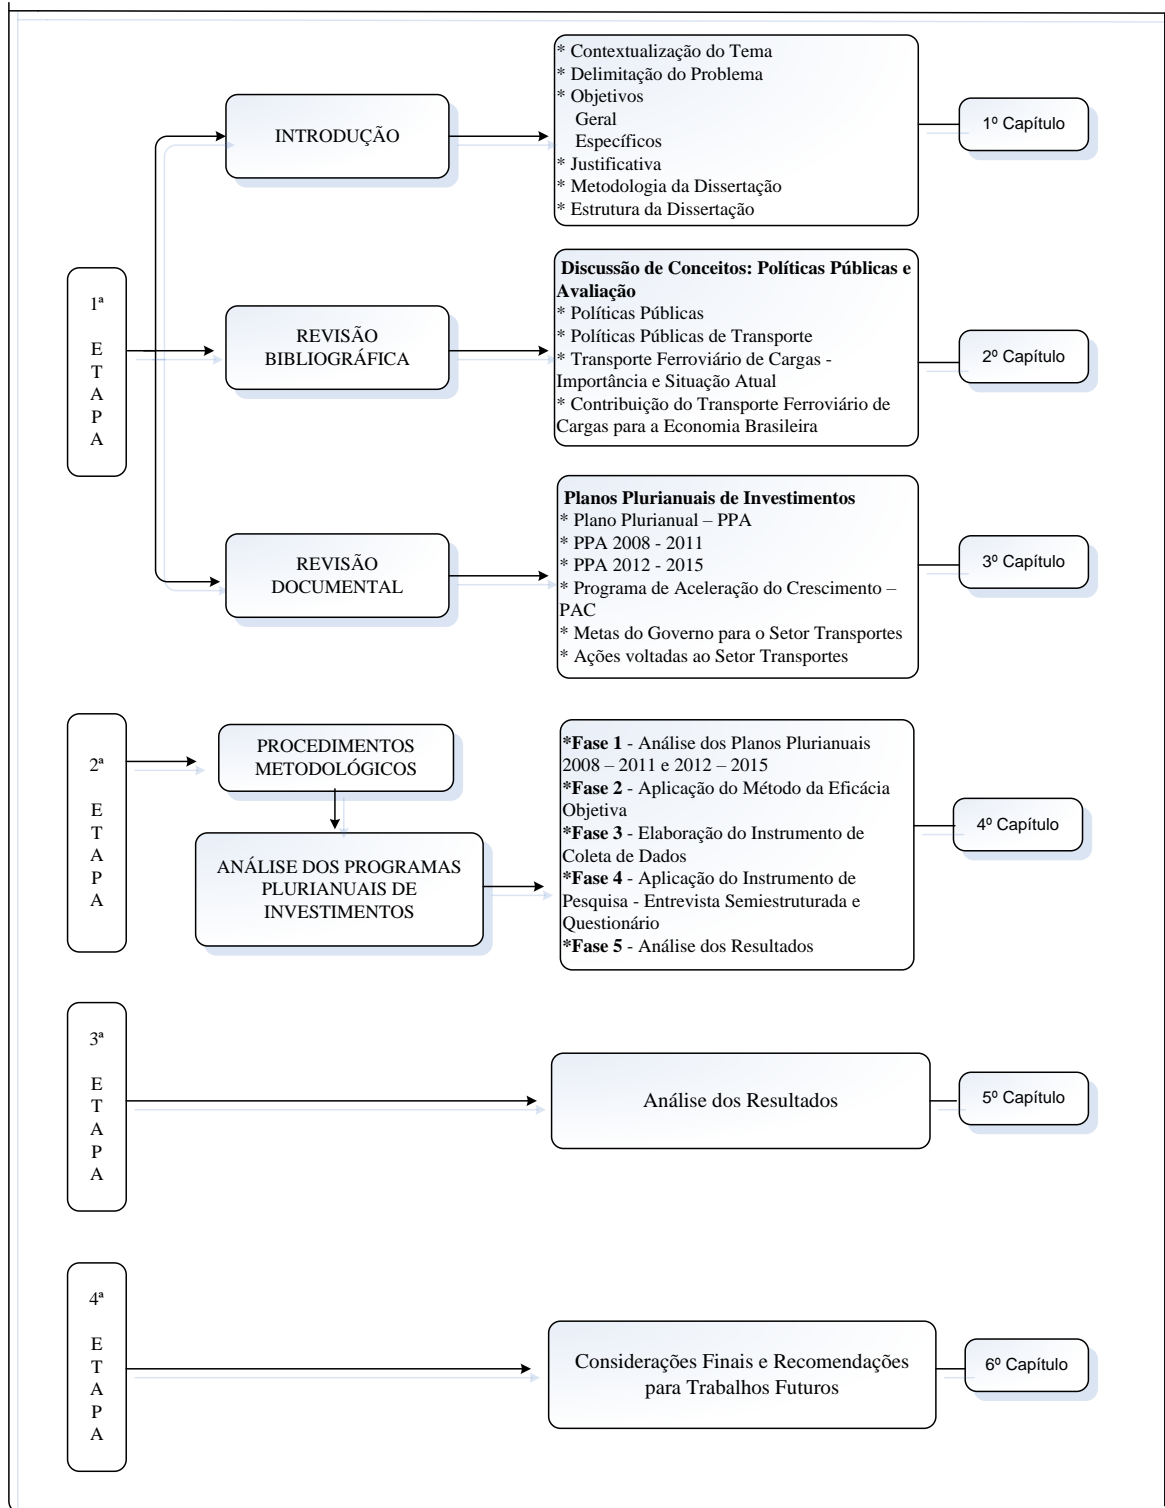 1ª
E
T
A
P
A
INTRODUÇÃO
* Contextualização do Tema
* Delimitação do Problema
* Objetivos
Geral
Específicos
* Justificativa
* Metodologia da Dissertação
* Estrutura da Dissertação
1º Capítulo
REVISÃO
BIBLIOGRÁFICA
Discussão de Conceitos: Políticas Públicas e
Avaliação
* Políticas Públicas
* Políticas Públicas de Transporte
* Transporte Ferroviário de Cargas -
Importância e Situação Atual
* Contribuição do Transporte Ferroviário de
Cargas para a Economia Brasileira
2º Capítulo
REVISÃO
DOCUMENTAL
Planos Plurianuais de Investimentos
* Plano Plurianual – PPA
* PPA 2008 - 2011
* PPA 2012 - 2015
* Programa de Aceleração do Crescimento –
PAC
* Metas do Governo para o Setor Transportes
* Ações voltadas ao Setor Transportes
3º Capítulo
2ª
E
T
A
P
A
PROCEDIMENTOS
METODOLÓGICOS
ANÁLISE DOS PROGRAMAS
PLURIANUAIS DE
INVESTIMENTOS
*Fase 1 - Análise dos Planos Plurianuais
2008 – 2011 e 2012 – 2015
*Fase 2 - Aplicação do Método da Eficácia
Objetiva
*Fase 3 - Elaboração do Instrumento de
Coleta de Dados
*Fase 4 - Aplicação do Instrumento de
Pesquisa - Entrevista Semiestruturada e
Questionário
*Fase 5 - Análise dos Resultados
4º Capítulo
3ª
E
T
A
P
A
Análise dos Resultados
5º Capítulo
4ª
E
T
A
P
A
Considerações Finais e Recomendações
para Trabalhos Futuros
6º Capítulo